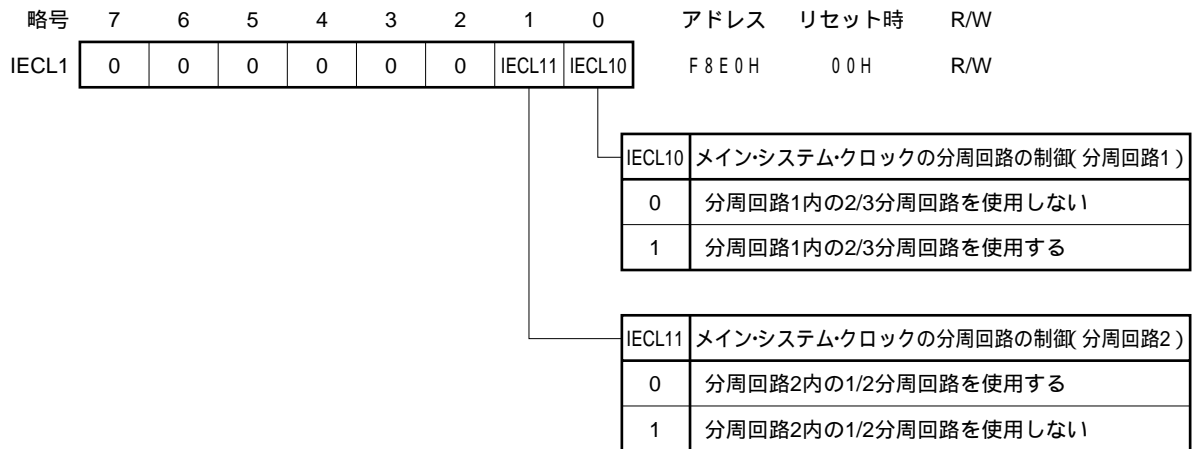 略号 7 6 5 4 3 2 1 0 アドレス リセット時 R/W
IECL1 0 0 0 0 0 0 IECL11 IECL10 F8E0H 00H R/W
IECL10 メイン・システム・クロックの分周回路の制御(分周回路1)
0 分周回路1内の2/3分周回路を使用しない
1 分周回路1内の2/3分周回路を使用する
IECL11 メイン・システム・クロックの分周回路の制御(分周回路2)
0 分周回路2内の1/2分周回路を使用する
1 分周回路2内の1/2分周回路を使用しない